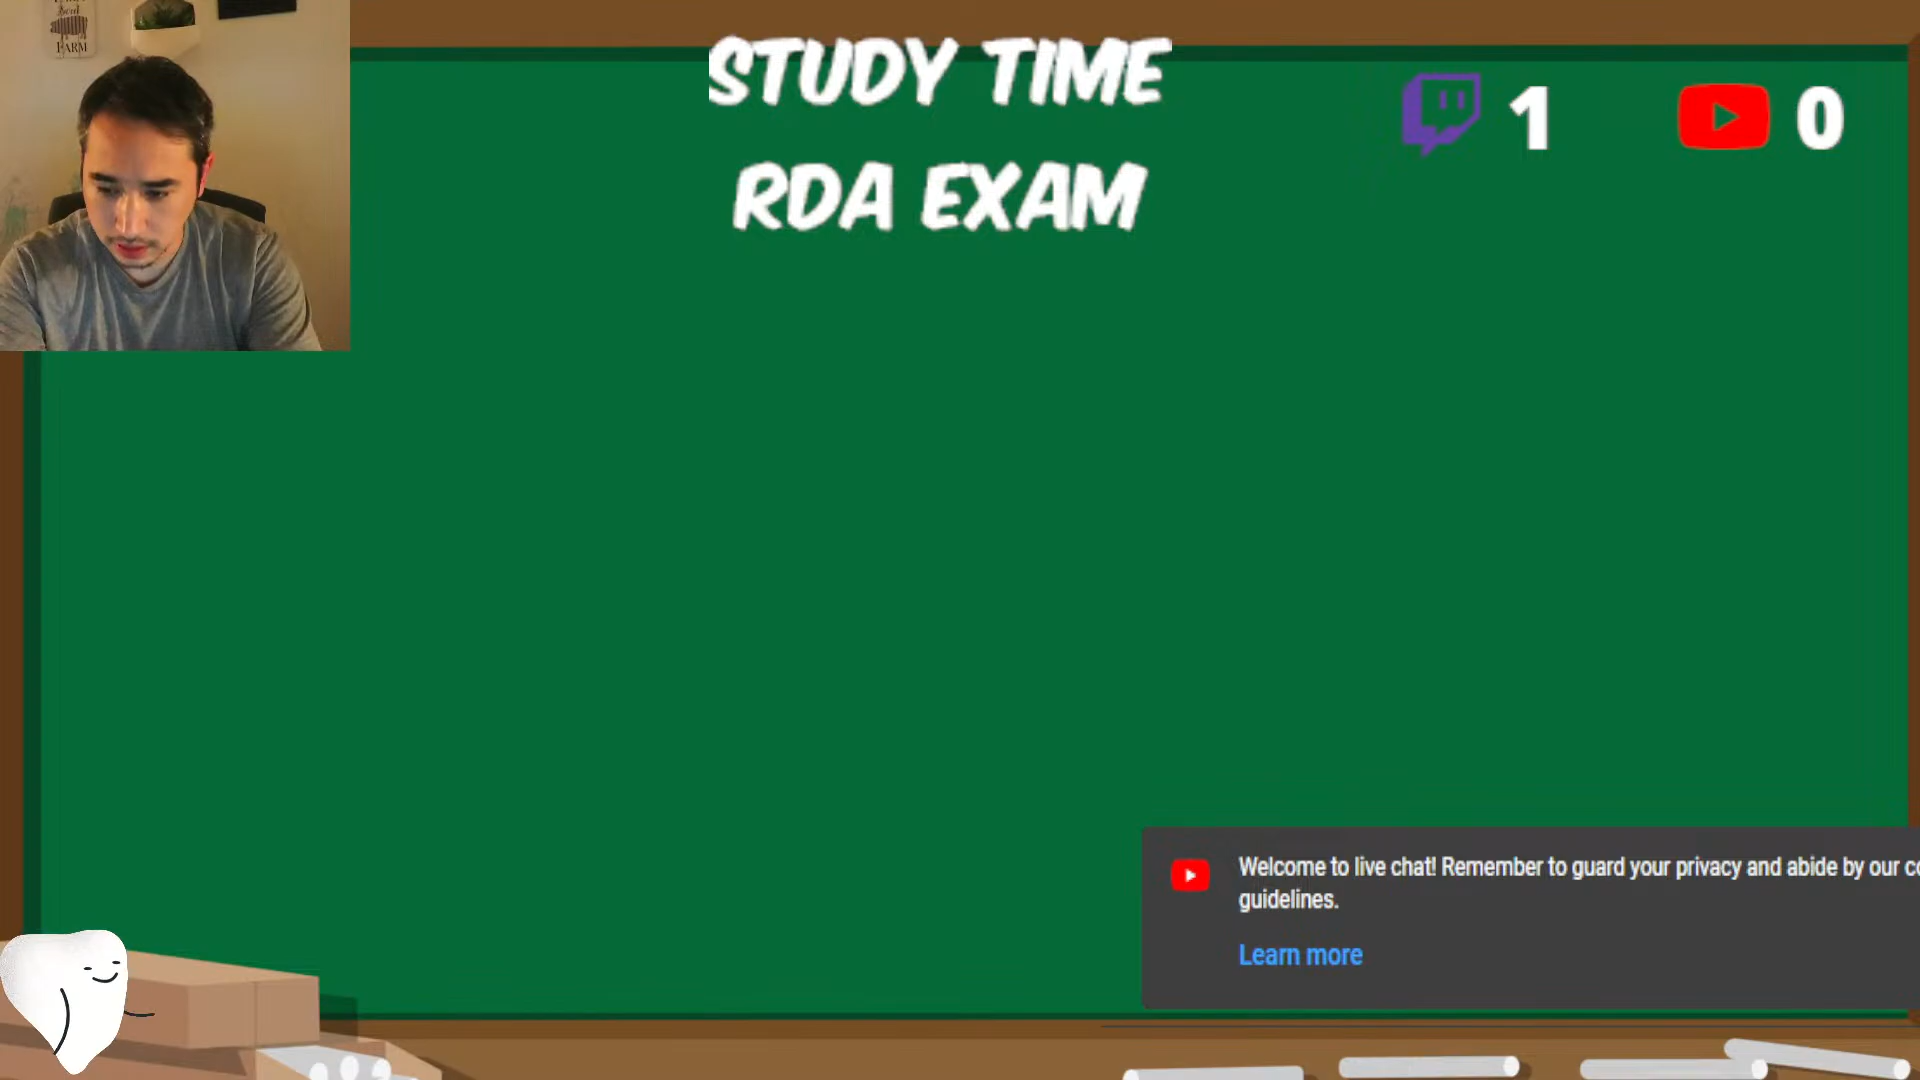 FARM
STUDY TIME
RDA EXAM
1
0
Welcome to live chat! Remember to guard your privacy and abide by our co
guidelines.
Learn more